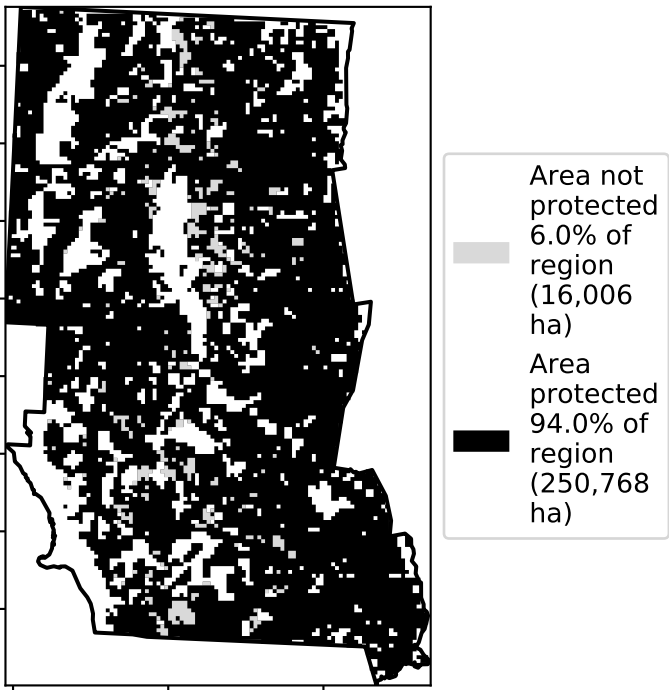 Area not
protected
6.0% of
region
(16,006
ha)
Area
protected
94.0% of
region
(250,768
ha)